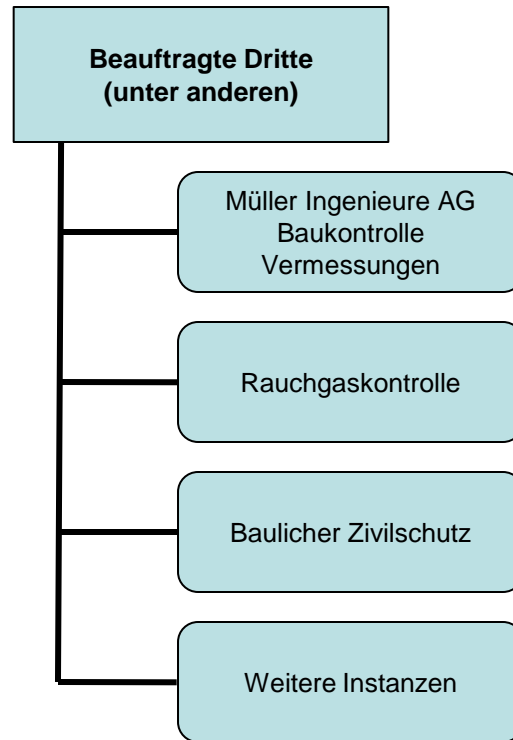 Beauftragte Dritte
(unter anderen)
Müller Ingenieure AG
Baukontrolle
Vermessungen
Rauchgaskontrolle
Baulicher Zivilschutz
Weitere Instanzen